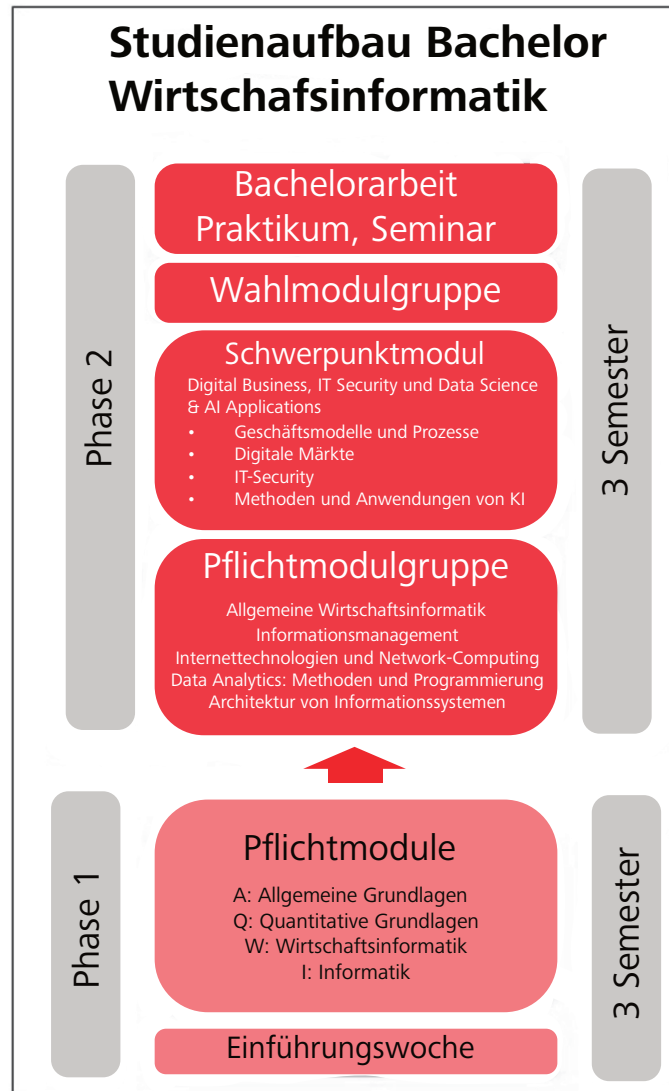 Studienaufbau Bachelor
Wirtschafsinformatik
Phase 2
Bachelorarbeit
Praktikum, Seminar
Wahlmodulgruppe
Schwerpunktmodul
Digital Business, IT Security und Data Science
& AI Applications
• Geschäftsmodelle und Prozesse
• Digitale Märkte
• IT-Security
• Methoden und Anwendungen von KI
Pflichtmodulgruppe
Allgemeine Wirtschaftsinformatik
Informationsmanagement
Internettechnologien und Network-Computing
Data Analytics: Methoden und Programmierung
Architektur von Informationssystemen
3 Semester
Phase 1
Pflichtmodule
A: Allgemeine Grundlagen
Q: Quantitative Grundlagen
W: Wirtschaftsinformatik
I: Informatik
Einführungswoche
3 Semester